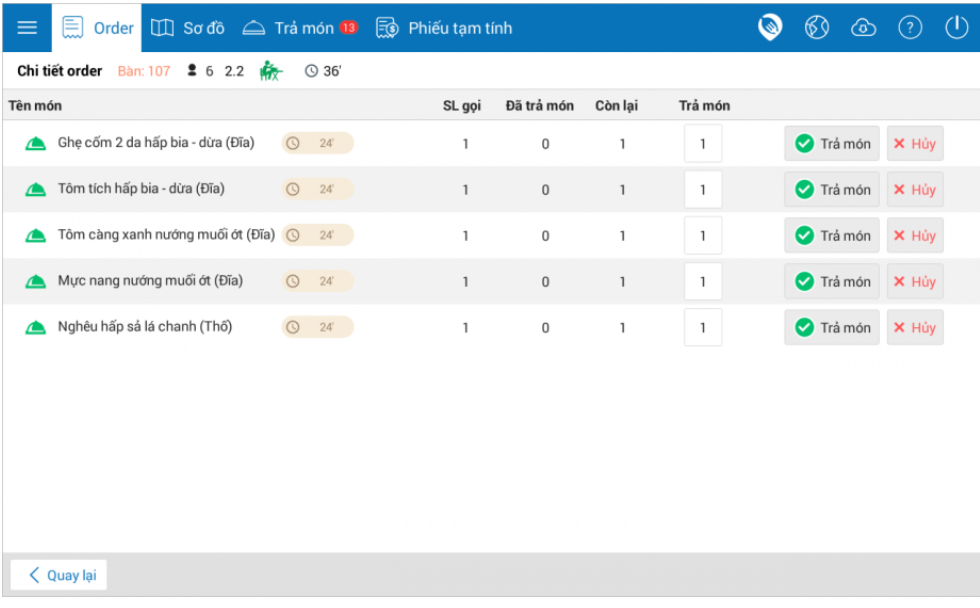 Order Sơ đồ Trả món 13 Phiếu tạm tính ?
Chi tiết order Bàn: 107 6 2.2 36'
Tên món SL gọi Đã trả món Còn lại Trả món
Ghẹ cốm 2 da hấp bia - dừa (Đĩa) 24' 1 0 1 1 Trả món Hủy
Tôm tích hấp bia - dừa (Đĩa) 24' 1 0 1 1 Trả món Hủy
Tôm càng xanh nướng muối ớt (Đĩa) 24' 1 0 1 1 Trả món Hủy
Mực nang nướng muối ớt (Đĩa) 24' 1 0 1 1 Trả món Hủy
Nghêu hấp sả lá chanh (Thố) 24' 1 0 1 1 Trả món Hủy
Quay lại